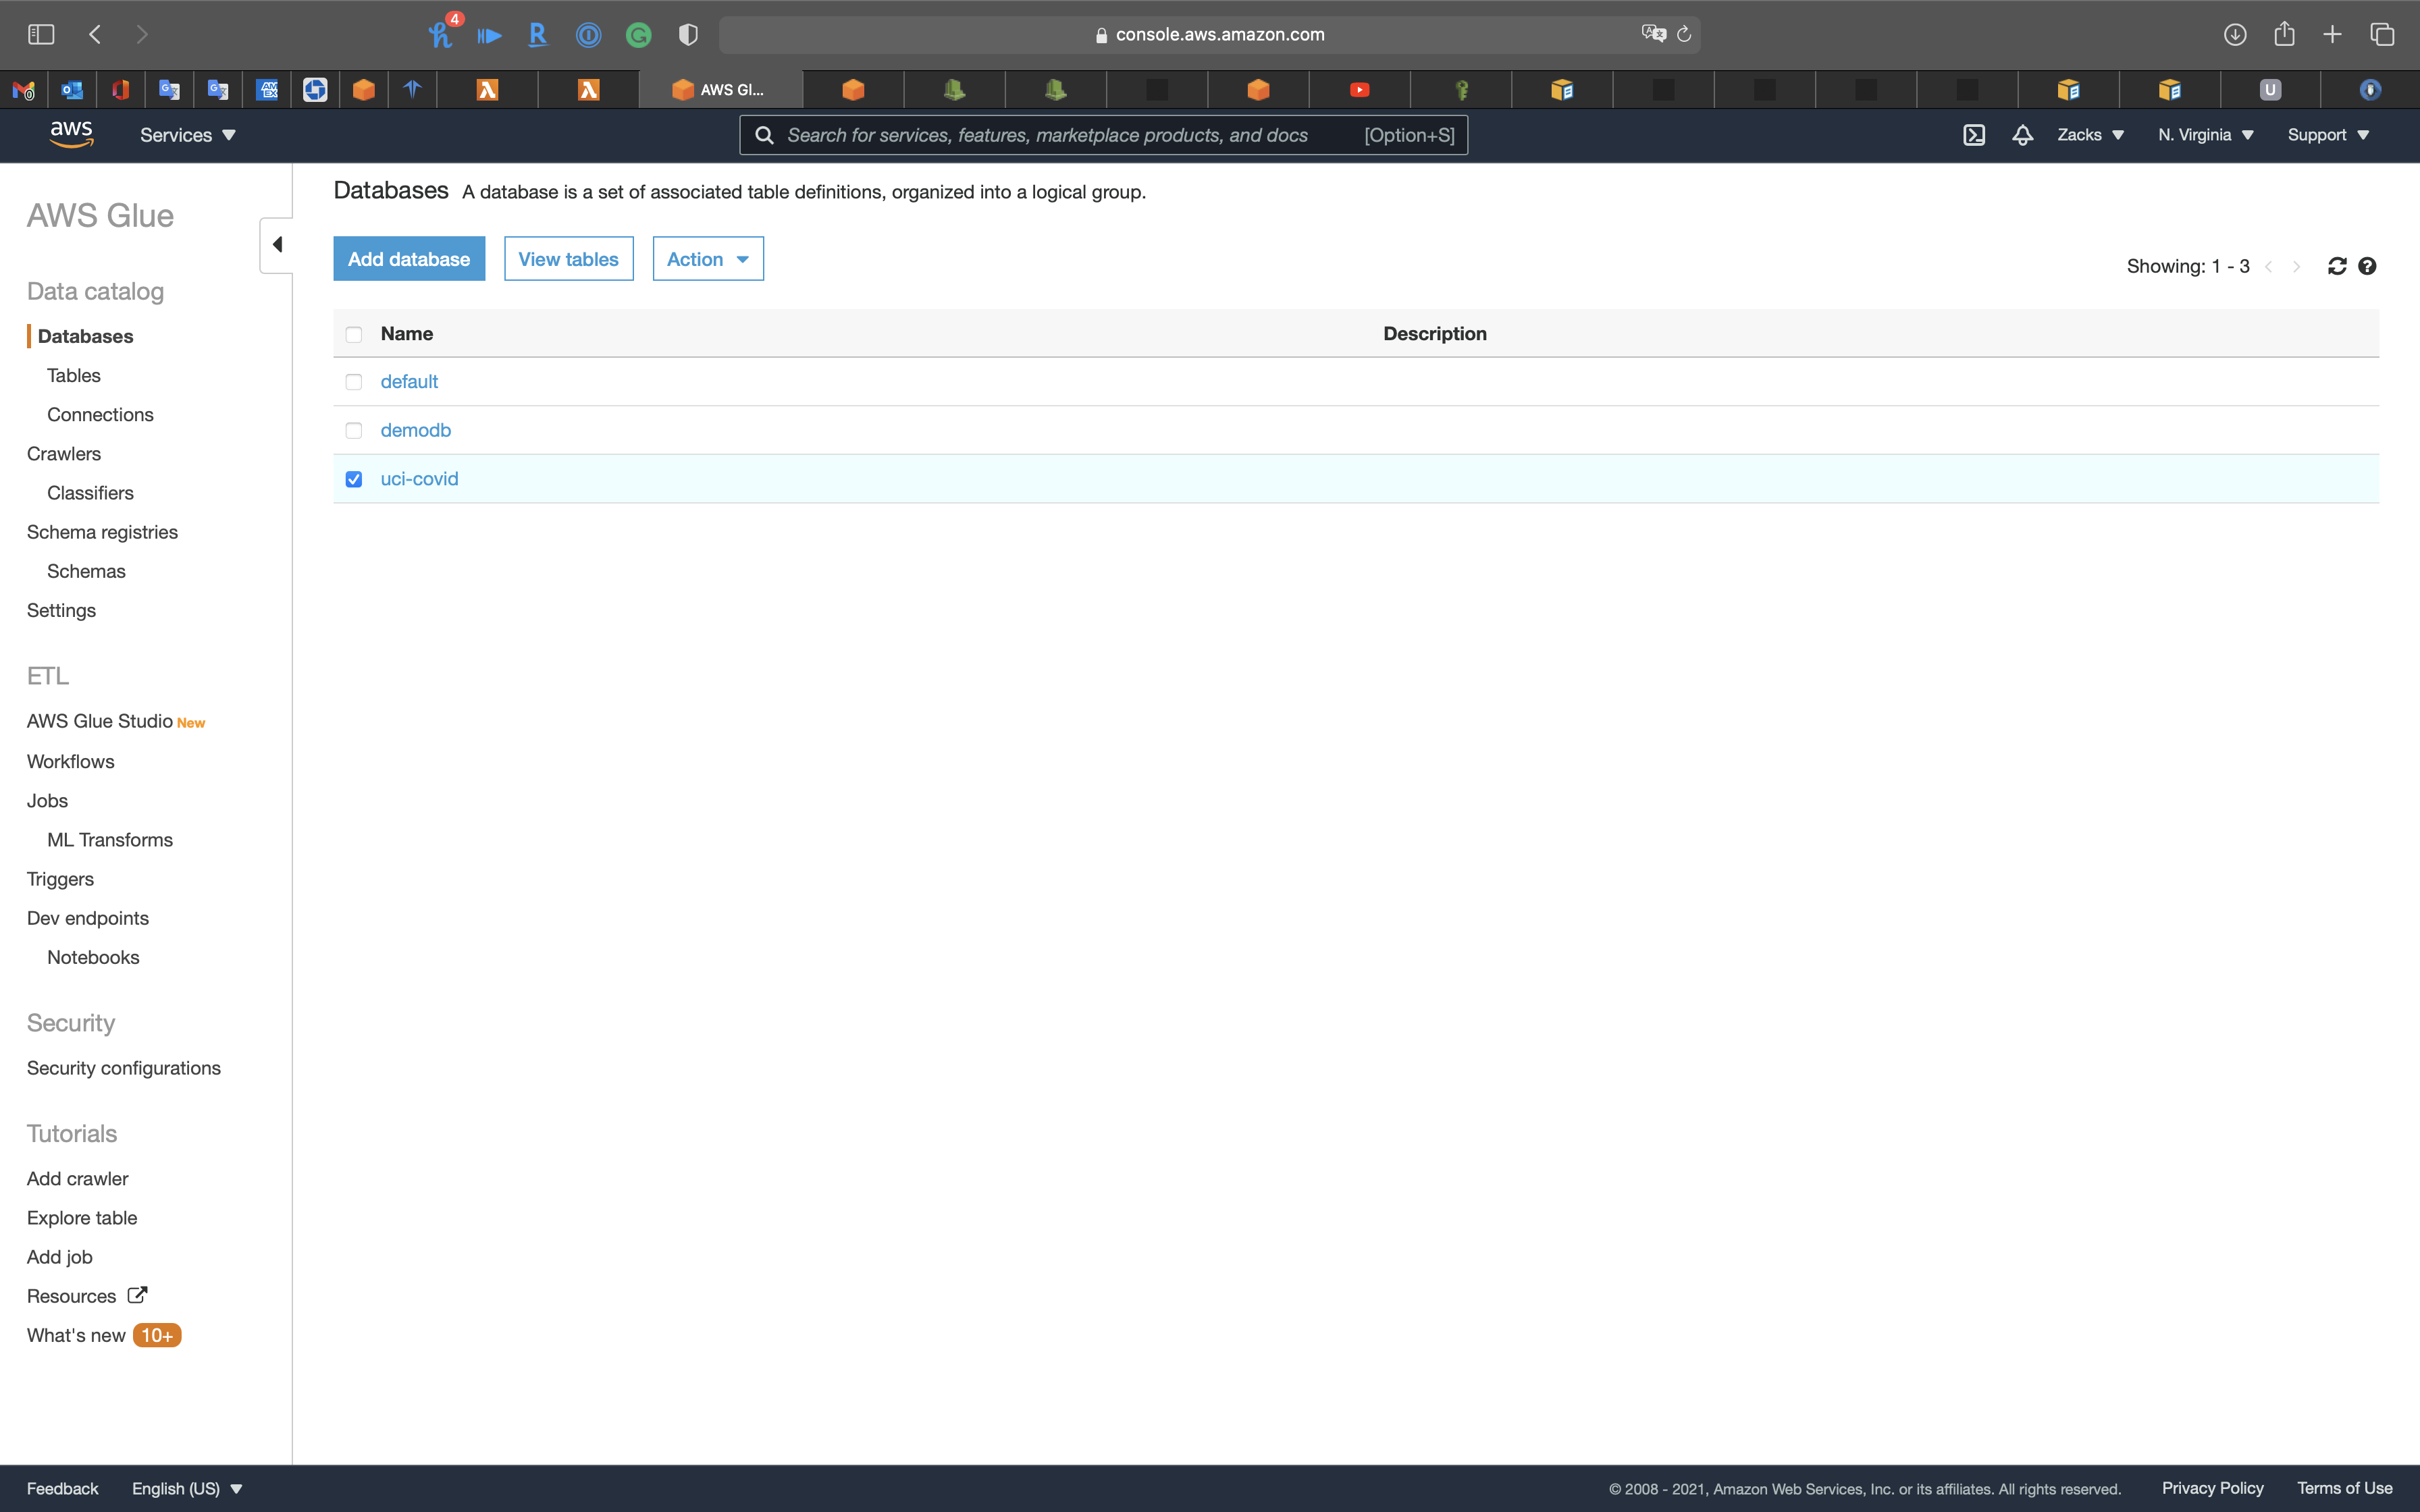 4
console.aws.amazon.com
AWS Gl...
U
aws
Services
Search for services, features, marketplace products, and docs [Option+S]
Zacks
N. Virginia
Support
AWS Glue
Data catalog
Databases
Tables
Connections
Crawlers
Classifiers
Schema registries
Schemas
Settings
ETL
AWS Glue Studio New
Workflows
Jobs
ML Transforms
Triggers
Dev endpoints
Notebooks
Security
Security configurations
Tutorials
Add crawler
Explore table
Add job
Resources
What's new 10+
Databases A database is a set of associated table definitions, organized into a logical group.
Add database View tables Action
Showing: 1 - 3
Name Description
default
demodb
uci-covid
Feedback English (US)
© 2008 - 2021, Amazon Web Services, Inc. or its affiliates. All rights reserved. Privacy Policy Terms of Use